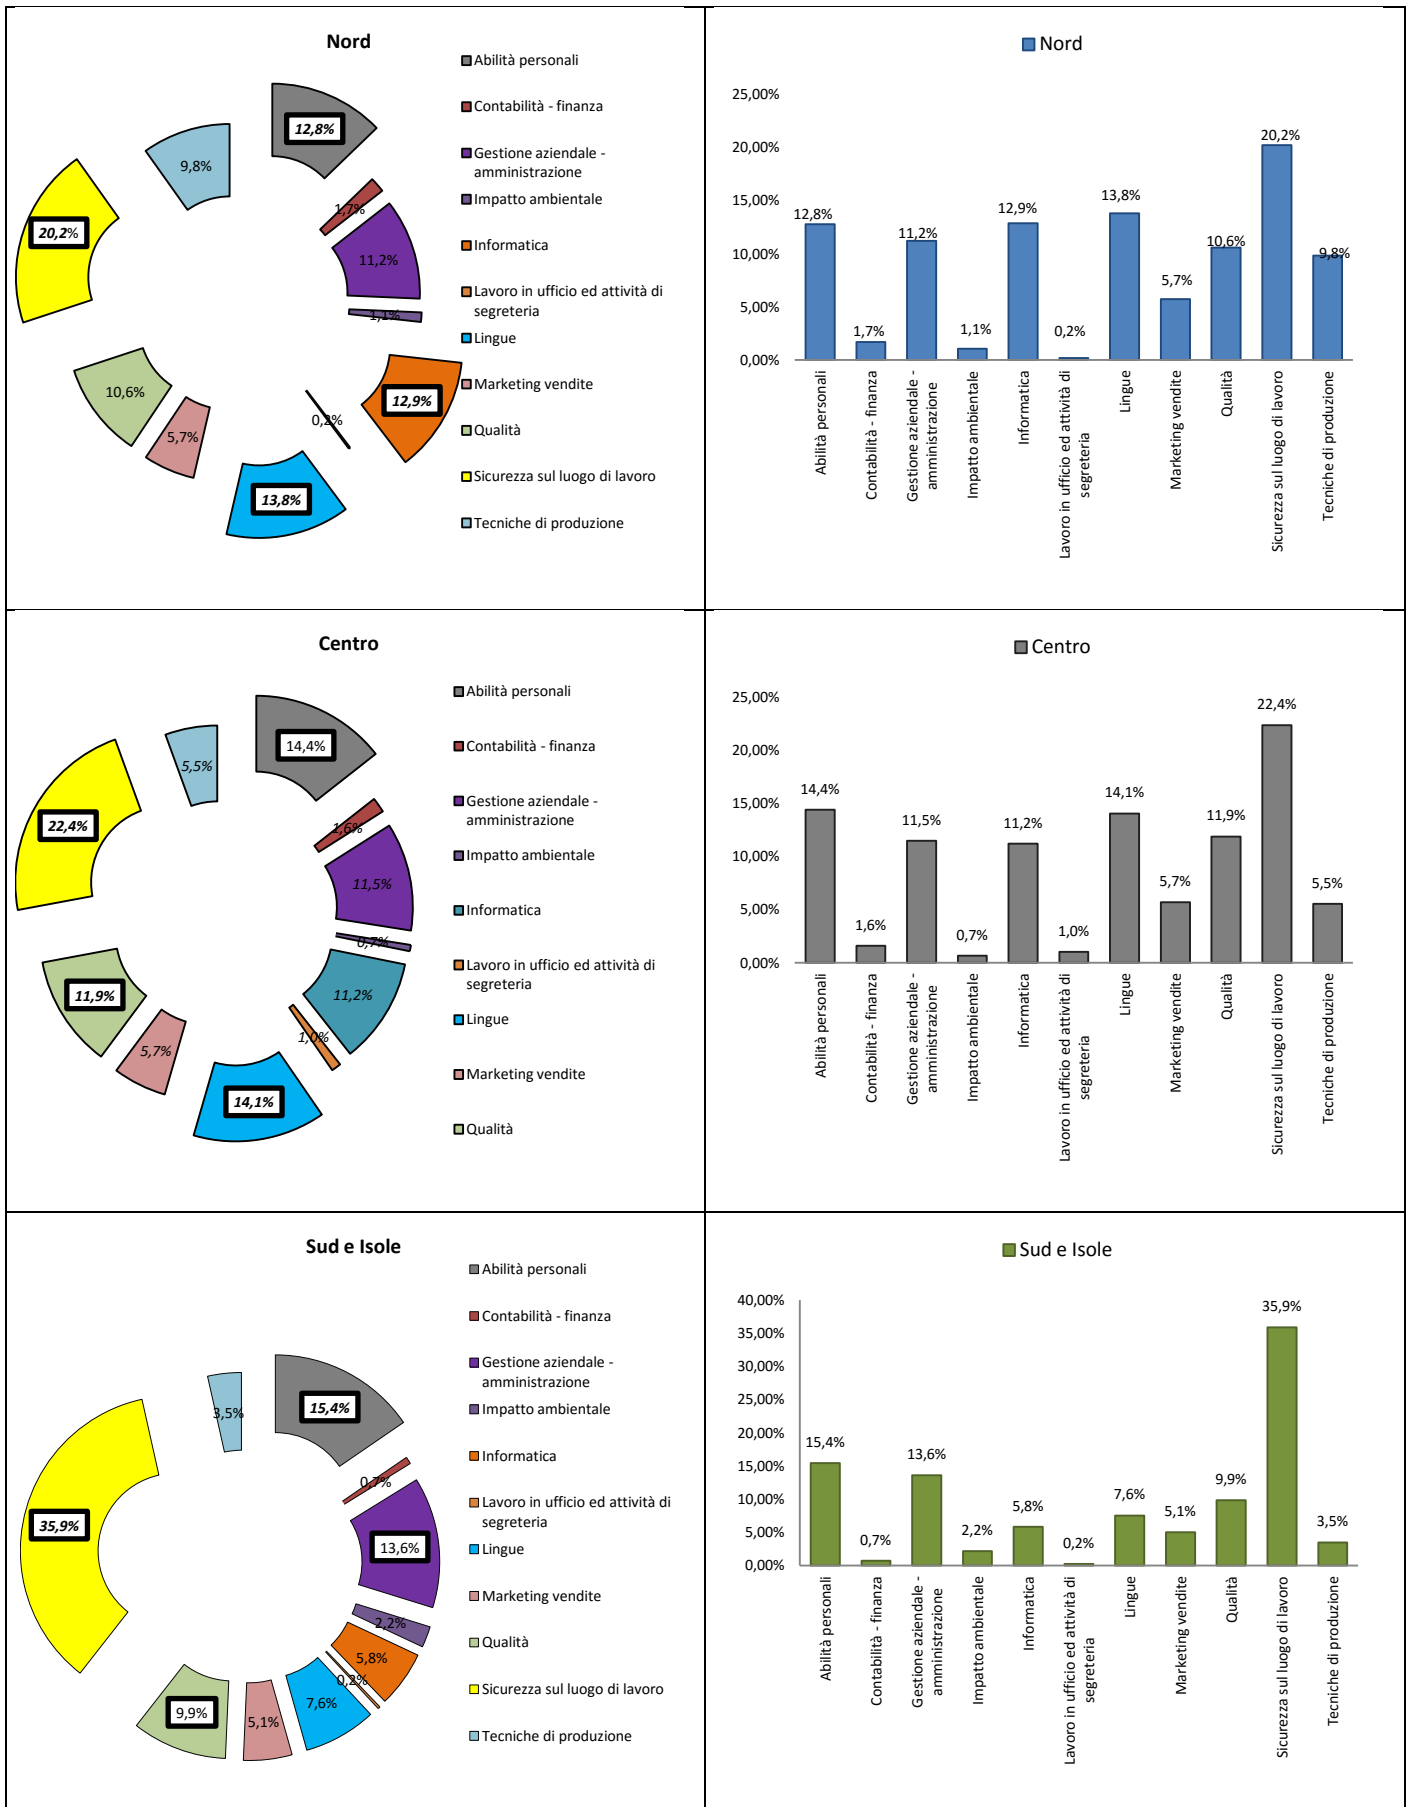 Nord
12,8%
1,7%
11,2%
1,1%
12,9%
0,2%
13,8%
5,7%
10,6%
20,2%
9,8%
Abilità personali
Contabilità - finanza
Gestione aziendale -
amministrazione
Impatto ambientale
Informatica
Lavoro in ufficio ed attività di
segreteria
Lingue
Marketing vendite
Qualità
Sicurezza sul luogo di lavoro
Tecniche di produzione
Nord
25,00%
20,00%
15,00%
10,00%
5,00%
0,00%
12,8%
1,7%
11,2%
1,1%
12,9%
0,2%
13,8%
5,7%
10,6%
20,2%
9,8%
Abilità personali
Contabilità - finanza
Gestione aziendale -
amministrazione
Impatto ambientale
Informatica
Lavoro in ufficio ed attività di
segreteria
Lingue
Marketing vendite
Qualità
Sicurezza sul luogo di lavoro
Tecniche di produzione
Centro
14,4%
1,6%
11,5%
0,7%
11,2%
1,0%
14,1%
5,7%
11,9%
22,4%
5,5%
Abilità personali
Contabilità - finanza
Gestione aziendale -
amministrazione
Impatto ambientale
Informatica
Lavoro in ufficio ed attività di
segreteria
Lingue
Marketing vendite
Qualità
Centro
25,00%
20,00%
15,00%
10,00%
5,00%
0,00%
14,4%
1,6%
11,5%
0,7%
11,2%
1,0%
14,1%
5,7%
11,9%
22,4%
5,5%
Abilità personali
Contabilità - finanza
Gestione aziendale -
amministrazione
Impatto ambientale
Informatica
Lavoro in ufficio ed attività di
segreteria
Lingue
Marketing vendite
Qualità
Sicurezza sul luogo di lavoro
Tecniche di produzione
Sud e Isole
15,4%
0,7%
13,6%
2,2%
5,8%
0,2%
7,6%
5,1%
9,9%
35,9%
3,5%
Abilità personali
Contabilità - finanza
Gestione aziendale -
amministrazione
Impatto ambientale
Informatica
Lavoro in ufficio ed attività di
segreteria
Lingue
Marketing vendite
Qualità
Sicurezza sul luogo di lavoro
Tecniche di produzione
Sud e Isole
40,00%
35,00%
30,00%
25,00%
20,00%
15,00%
10,00%
5,00%
0,00%
15,4%
0,7%
13,6%
2,2%
5,8%
0,2%
7,6%
5,1%
9,9%
35,9%
3,5%
Abilità personali
Contabilità - finanza
Gestione aziendale -
amministrazione
Impatto ambientale
Informatica
Lavoro in ufficio ed attività di
segreteria
Lingue
Marketing vendite
Qualità
Sicurezza sul luogo di lavoro
Tecniche di produzione